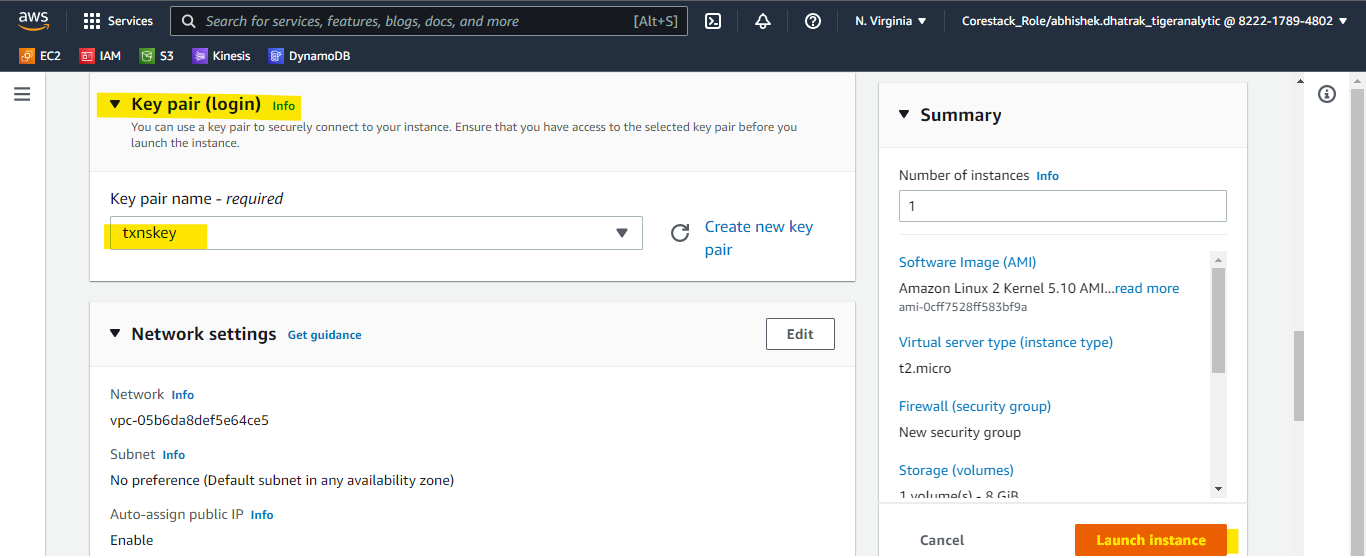 aws
Services
Search for services, features, blogs, docs, and more
[Alt+S]
N. Virginia
Corestack_Role/abhishek.dhatrak_tigeranalytic @ 8222-1789-4802
EC2
IAM
S3
Kinesis
DynamoDB
Key pair (login) Info
You can use a key pair to securely connect to your instance. Ensure that you have access to the selected key pair before you
launch the instance.
Key pair name - required
txnskey
Create new key
pair
Network settings Get guidance
Edit
Network Info
vpc-05b6da8def5e64ce5
Subnet Info
No preference (Default subnet in any availability zone)
Auto-assign public IP Info
Enable
Summary
Number of instances Info
1
Software Image (AMI)
Amazon Linux 2 Kernel 5.10 AMI...read more
ami-0cff7528ff583bf9a
Virtual server type (instance type)
t2.micro
Firewall (security group)
New security group
Storage (volumes)
1 volume(s) - 8 GiB
Cancel
Launch instance